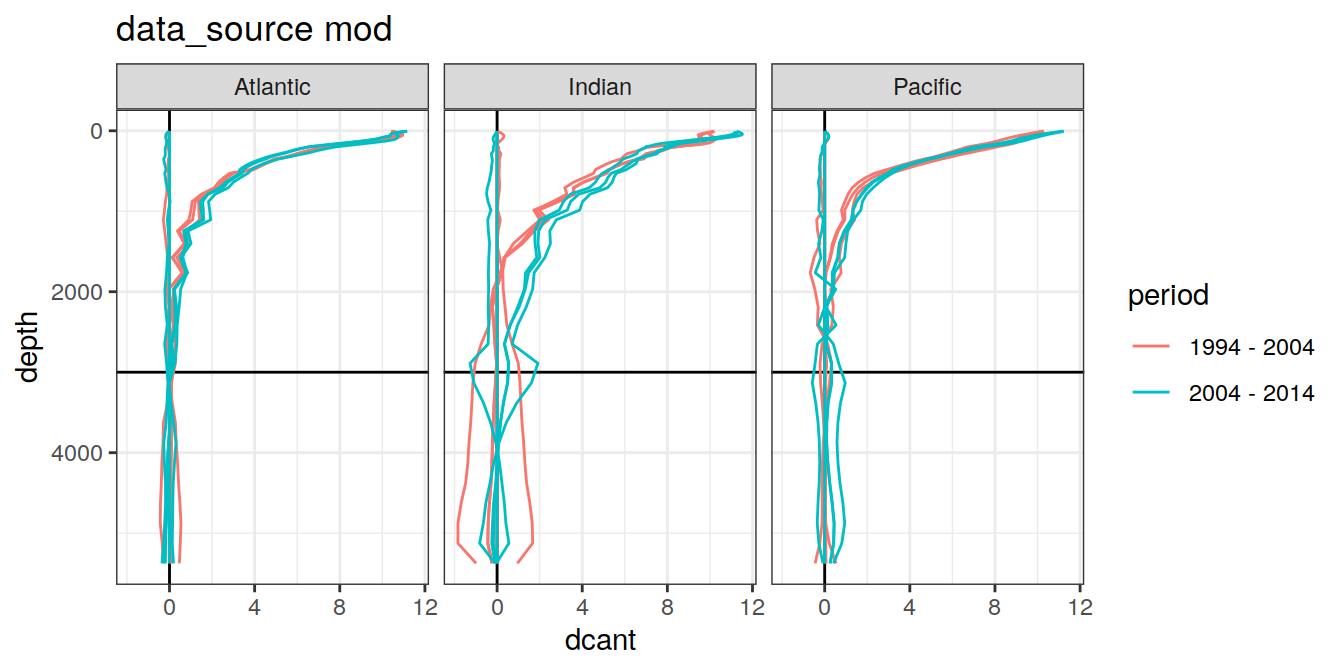 data_source mod
Atlantic
Indian
Pacific
0
2000
4000
depth
0 4 8 12
0 4 8 12
0 4 8 12
dcant
period
1994 - 2004
2004 - 2014